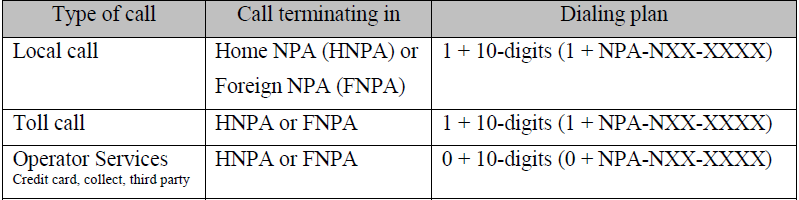 Type of call Call terminating in Dialing plan
Local call Home NPA (HNPA) or 1 + 10-digits (1 + NPA-NXX-XXXX)
Foreign NPA (FNPA)
Toll call HNPA or FNPA 1 + 10-digits (1 + NPA-NXX-XXXX)
Operator Services HNPA or FNPA 0 + 10-digits (0 + NPA-NXX-XXXX)
Credit card, collect, third party